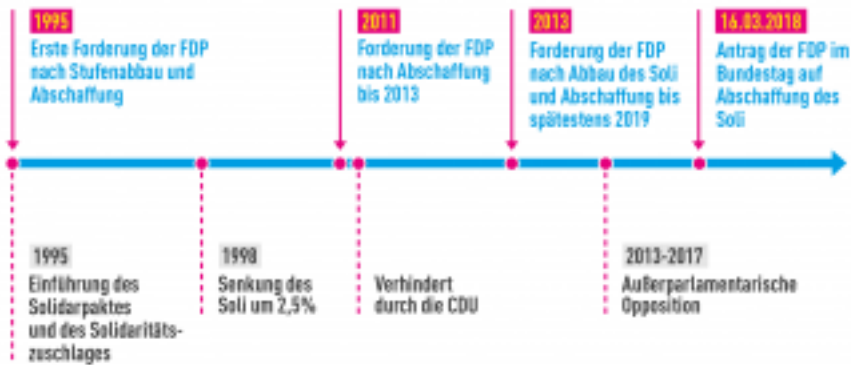 1995
Erste Forderung der FDP
nach Stufenabbau und
Abschaffung
2011
Forderung der FDP
nach Abschaffung
bis 2013
2013
Forderung der FDP
nach Abbau des Soli
und Abschaffung bis
spätestens 2019
16.03.2018
Antrag der FDP im
Bundestag auf
Abschaffung des
Soli
1995
Einführung des
Solidarpaktes
und des Solidaritäts-
zuschlages
1998
Senkung des
Soli um 2,5%
Verhindert
durch die CDU
2013-2017
Außerparlamentarische
Opposition